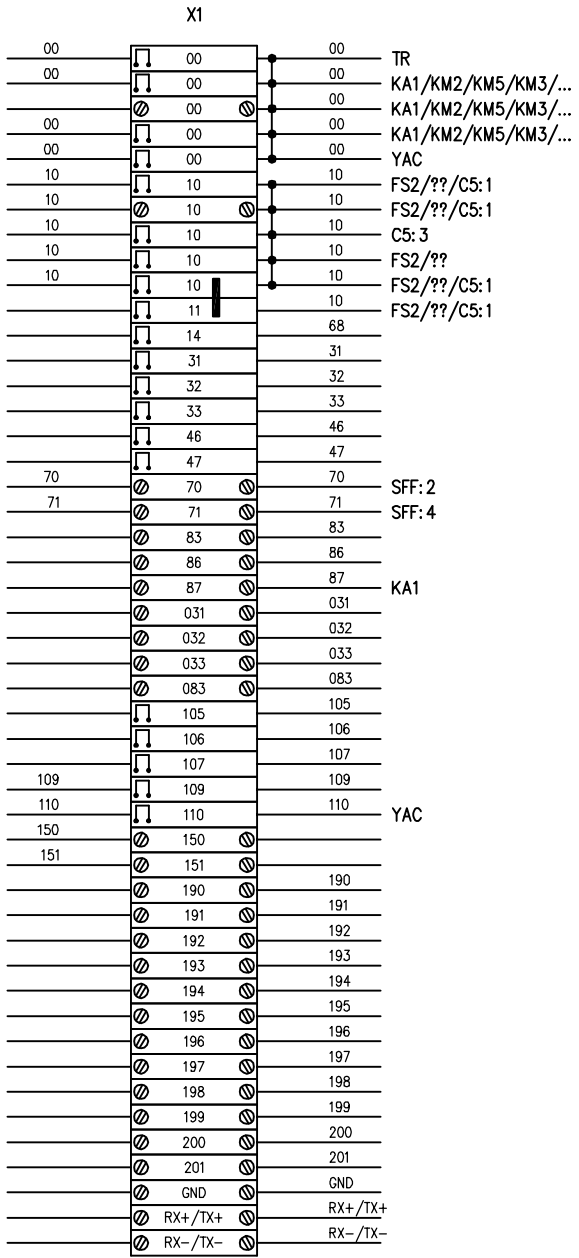 X1
00 00 00 TR
00 00 00 KA1/KM2/KM5/KM3/...
00 00 KA1/KM2/KM5/KM3/...
00 00 00 KA1/KM2/KM5/KM3/...
00 00 00 YAC
10 10 10 FS2/??/C5:1
10 10 10 FS2/??/C5:1
10 10 10 C5:3
10 10 10 FS2/??
10 10 10 FS2/??/C5:1
11 10 FS2/??/C5:1
14 68
31 31
32 32
33 33
46 46
47 47
70 70 70 SFF:2
71 71 71 SFF:4
83 83
86 86
87 87 KA1
031 031
032 032
033 033
083 083
105 105
106 106
107 107
109 109 109
110 110 110 YAC
150 150
151 151
190 190
191 191
192 192
193 193
194 194
195 195
196 196
197 197
198 198
199 199
200 200
201 201
GND GND
RX+/TX+ RX+/TX+
RX-/TX- RX-/TX-